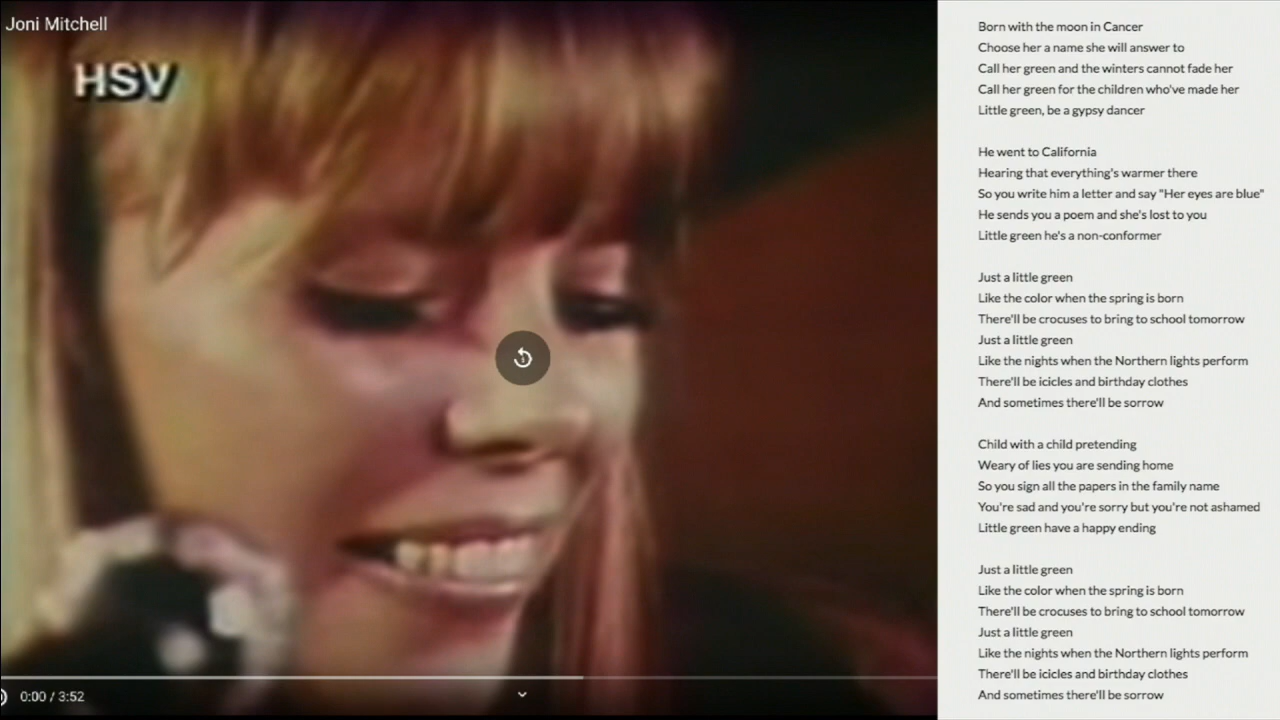 Joni Mitchell
HSV
0:00 / 3:52
Born with the moon in Cancer
Choose her a name she will answer to
Call her green and the winters cannot fade her
Call her green for the children who've made her
Little green, be a gypsy dancer
He went to California
Hearing that everything's warmer there
So you write him a letter and say "Her eyes are blue"
He sends you a poem and she's lost to you
Little green he's a non-conformer
Just a little green
Like the color when the spring is born
There'll be crocuses to bring to school tomorrow
Just a little green
Like the nights when the Northern lights perform
There'll be icicles and birthday clothes
And sometimes there'll be sorrow
Child with a child pretending
Weary of lies you are sending home
So you sign all the papers in the family name
You're sad and you're sorry but you're not ashamed
Little green have a happy ending
Just a little green
Like the color when the spring is born
There'll be crocuses to bring to school tomorrow
Just a little green
Like the nights when the Northern lights perform
There'll be icicles and birthday clothes
And sometimes there'll be sorrow